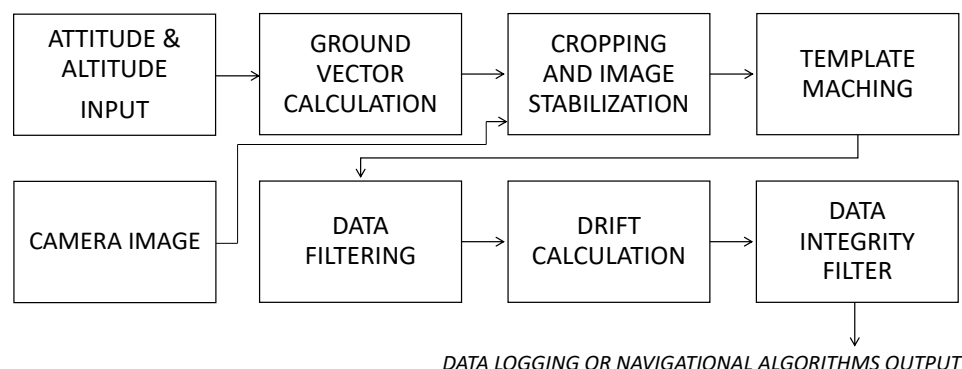 ATTITUDE &
ALTITUDE
INPUT
GROUND
VECTOR
CALCULATION
CROPPING
AND IMAGE
STABILIZATION
TEMPLATE
MACHING
CAMERA IMAGE
DATA
FILTERING
DRIFT
CALCULATION
DATA
INTEGRITY
FILTER
DATA LOGGING OR NAVIGATIONAL ALGORITHMS OUTPUT